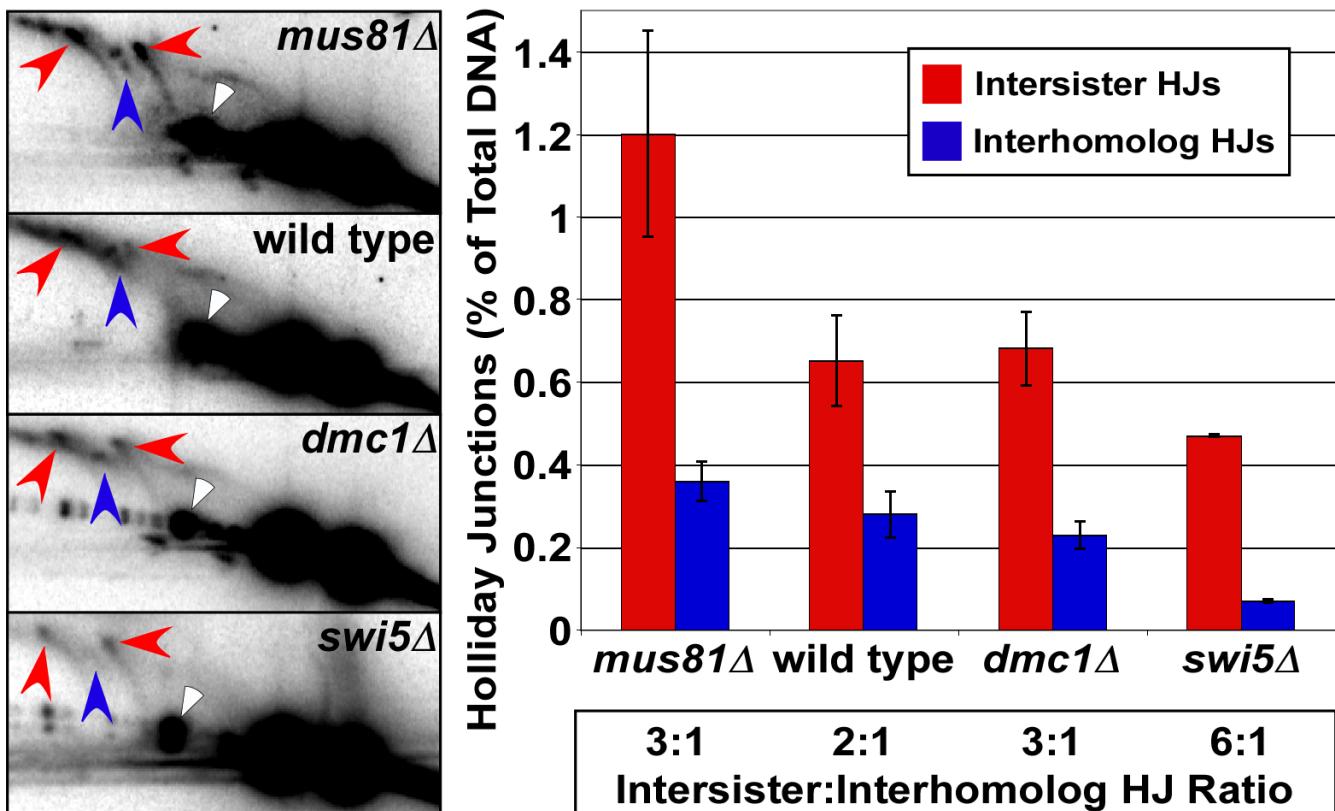 mus81Δ
wild type
dmc1Δ
swi5Δ
Holliday Junctions (% of Total DNA)
1.4
1.2
1
0.8
0.6
0.4
0.2
0
Intersister HJs
Interhomolog HJs
mus81Δ wild type dmc1Δ swi5Δ
3:1 2:1 3:1 6:1
Intersister:Interhomolog HJ Ratio